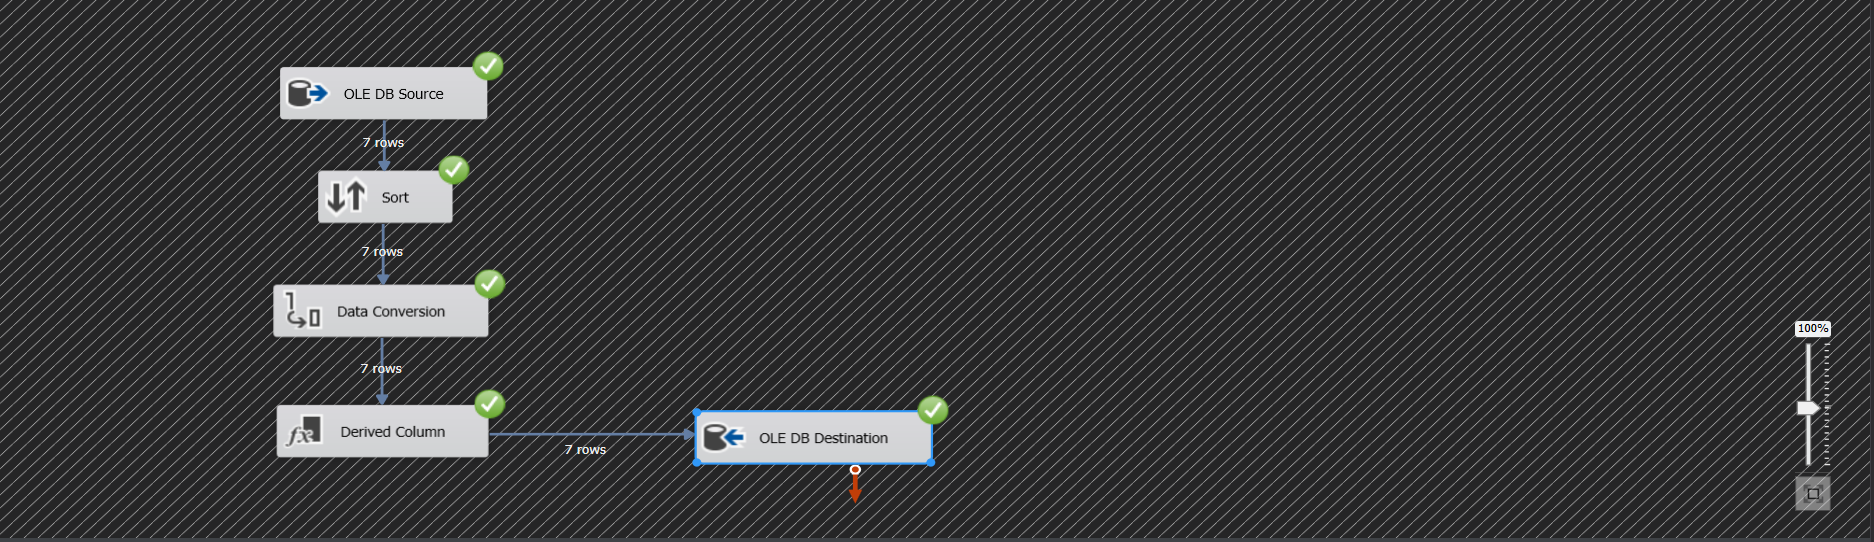 OLE DB Source
7 rows
Sort
7 rows
Data Conversion
7 rows
Derived Column
7 rows
OLE DB Destination
100%